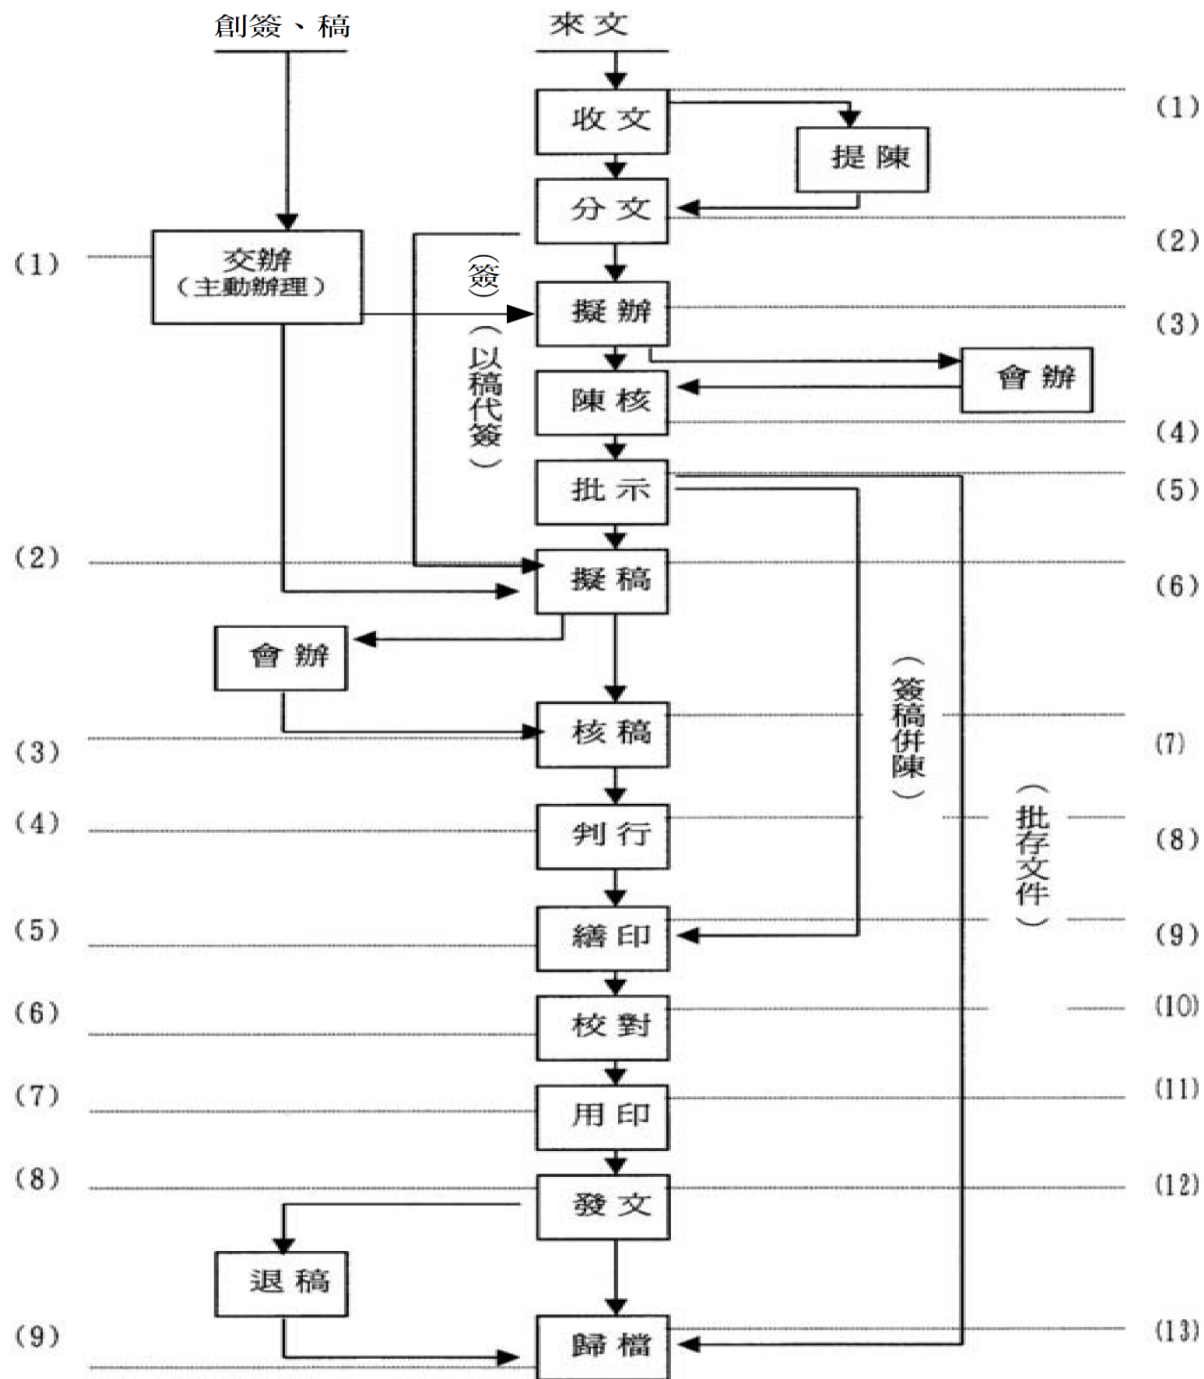 創簽、稿
來文
收文
(1)
提陳
分文
(2)
(1)
交辦
(主動辦理)
(簽)
擬辦
(3)
(以稿代簽)
會辦
陳核
(4)
批示
(5)
(2)
擬稿
(6)
會辦
(簽稿併陳)
核稿
(3)
(7)
(批存文件)
(4)
判行
(8)
(5)
繕印
(9)
(6)
校對
(10)
(7)
用印
(11)
(8)
發文
(12)
退稿
(9)
歸檔
(13)